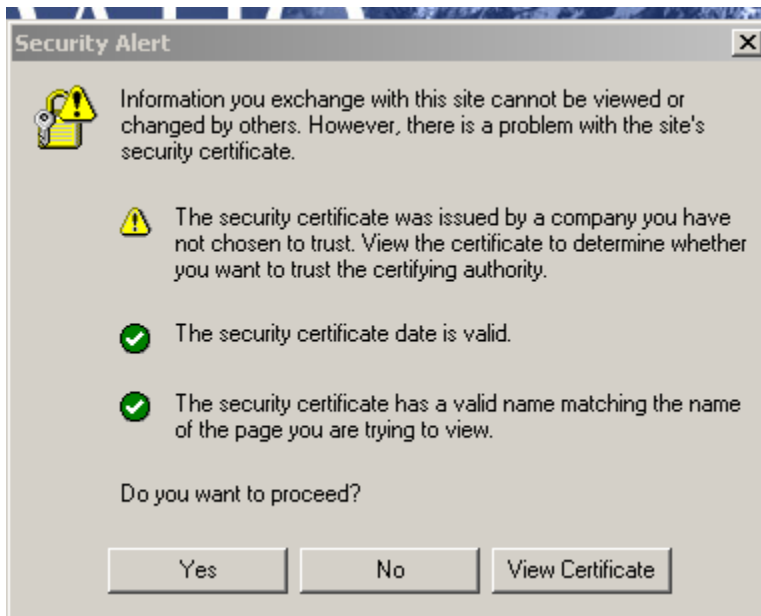 Security Alert
Information you exchange with this site cannot be viewed or
changed by others. However, there is a problem with the site's
security certificate.
The security certificate was issued by a company you have
not chosen to trust. View the certificate to determine whether
you want to trust the certifying authority.
The security certificate date is valid.
The security certificate has a valid name matching the name
of the page you are trying to view.
Do you want to proceed?
Yes
No
View Certificate